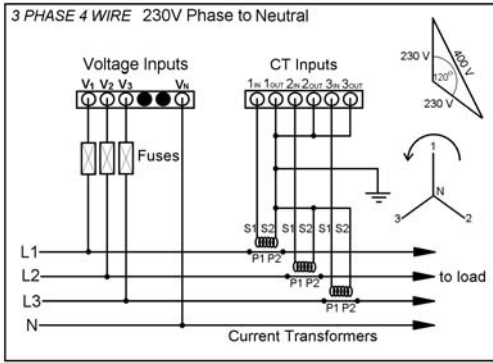 3 PHASE 4 WIRE 230V Phase to Neutral
Voltage Inputs
CT Inputs
V1 V2 V3 VN
1IN 1OUT 2IN 2OUT 3IN 3OUT
230 V
400 V
120°
230 V
Fuses
1
N
3
2
S1 S2 S1 S2 S1 S2
L1
P1 P2
L2
P1 P2
to load
L3
P1 P2
N
Current Transformers